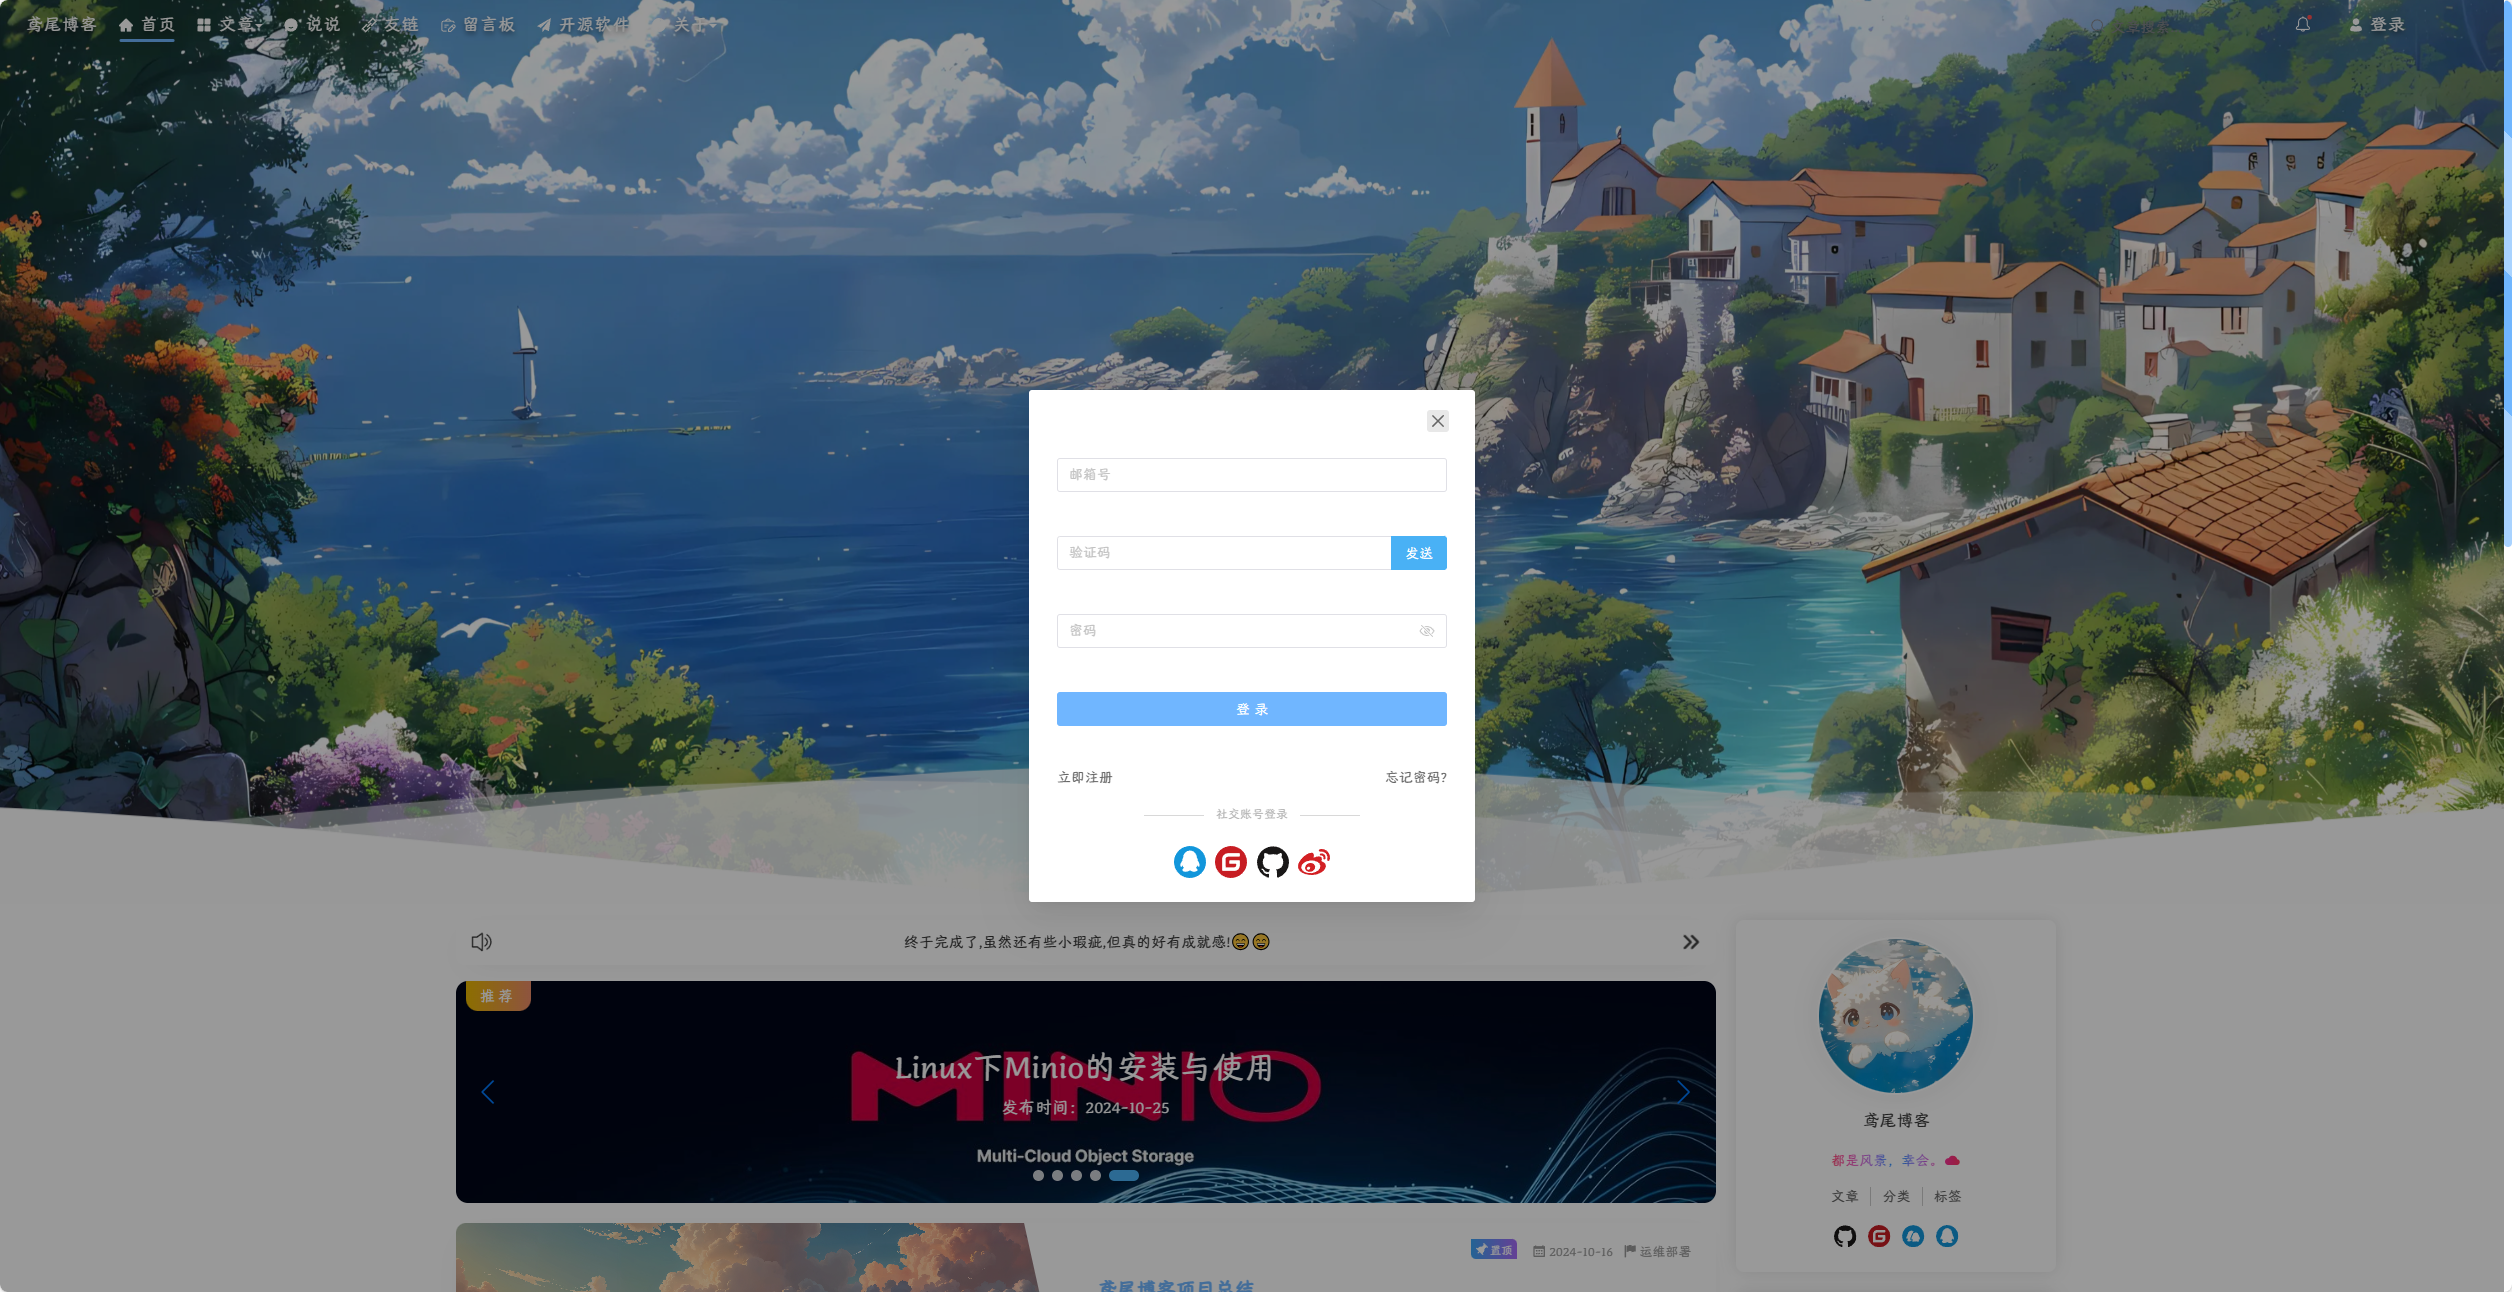 鸢尾博客 首页 文章 说说 友链 留言板 开源软件 关于 登录
邮箱号
验证码 发送
密码
登 录
立即注册 忘记密码?
社交账号登录
终于完成了,虽然还有些小瑕疵,但真的好有成就感!😄😄
推荐
Linux下Minio的安装与使用
发布时间：2024-10-25
MINIO
Multi-Cloud Object Storage
鸢尾博客
都是风景，幸会。
文章 分类 标签
置顶 2024-10-16 运维部署
鸢尾博客项目总结